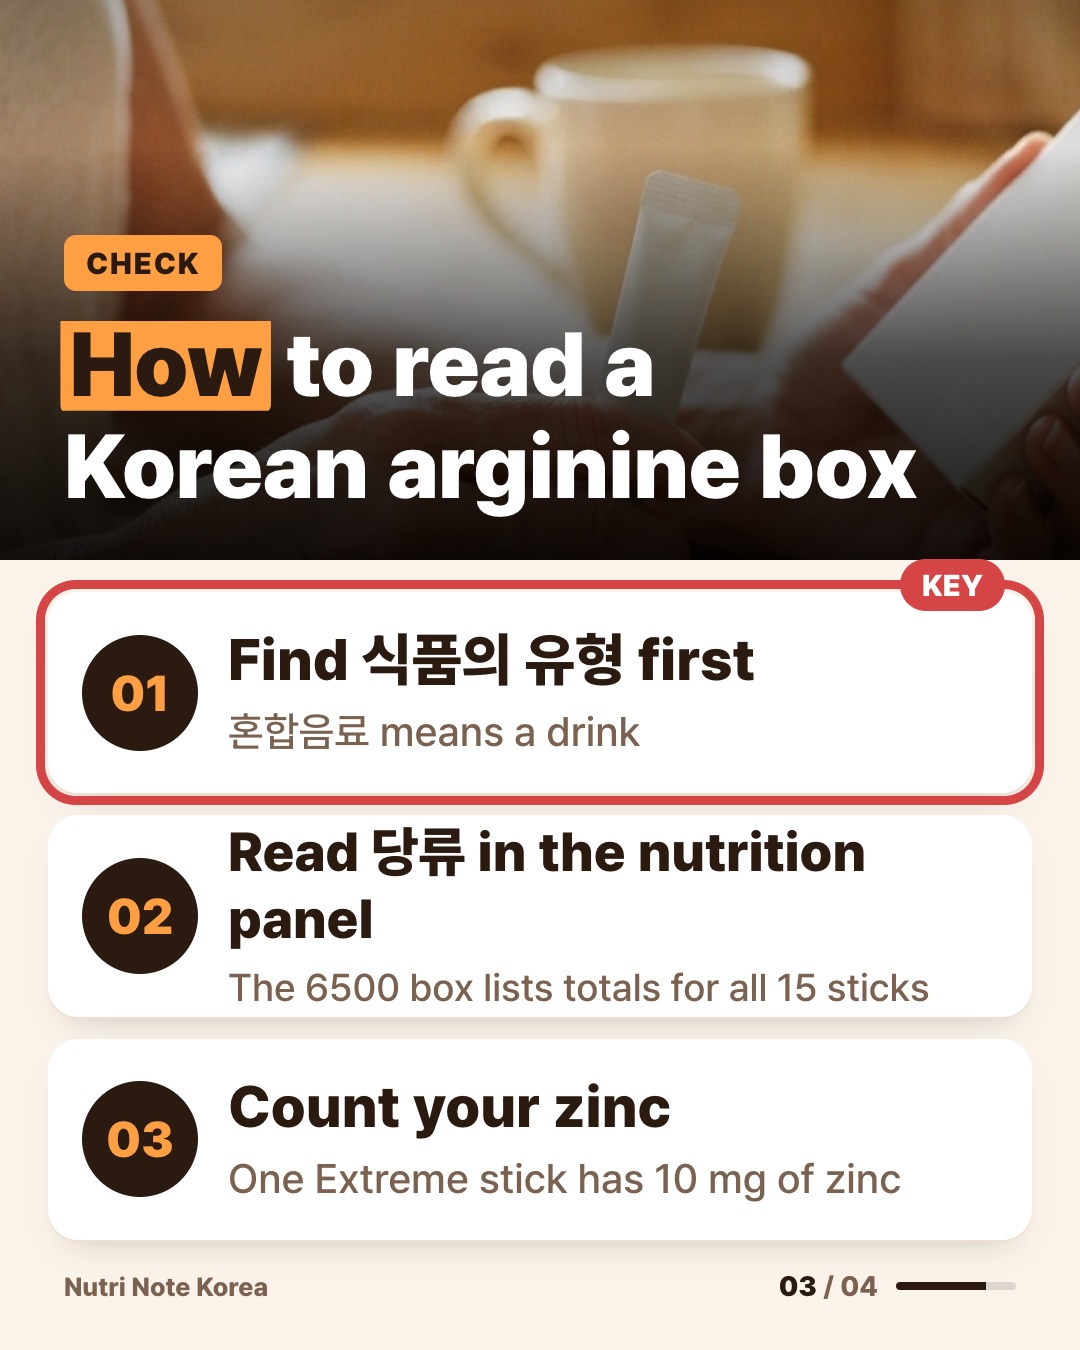 CHECK
How to read a
Korean arginine box
KEY
01
Find 식품의 유형 first
혼합음료 means a drink
02
Read 당류 in the nutrition
panel
The 6500 box lists totals for all 15 sticks
03
Count your zinc
One Extreme stick has 10 mg of zinc
Nutri Note Korea
03 / 04